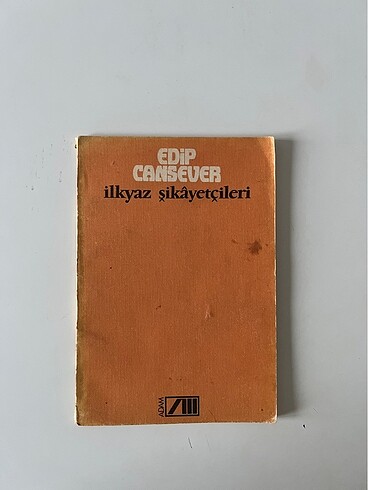 EDİP
CANSEVER
ilkyaz şikâyetçileri
ADAM